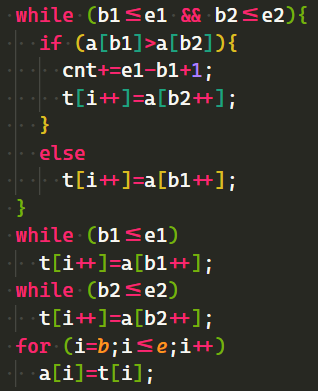 while (b1≤e1 && b2≤e2){
if (a[b1]>a[b2]){
cnt+=e1-b1+1;
t[i++]=a[b2++];
}
else
t[i++]=a[b1++];
}
while (b1≤e1)
t[i++]=a[b1++];
while (b2≤e2)
t[i++]=a[b2++];
for (i=b;i≤e;i++)
a[i]=t[i];